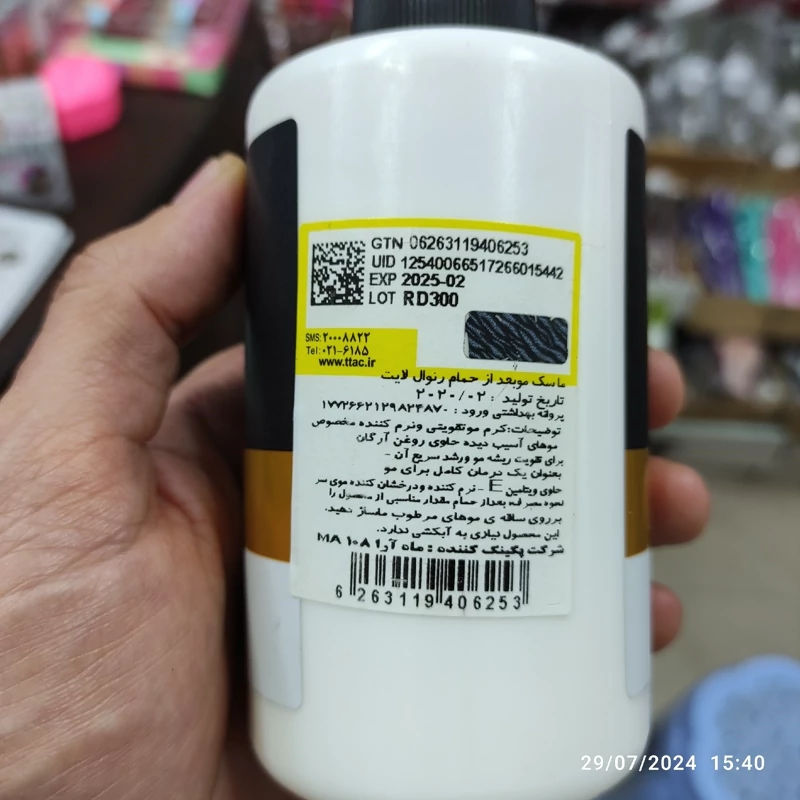 GTN 06263119406253
UID 12540066517266015442
EXP 2025-02
LOT RD300
SMS:۲۰۰۰۸۸۲۲
Tel:۰۲۱-۶۱۸۵
www.ttac.ir
ماسک موبعد از حمام رنوال لایت
تاریخ تولید : ۲۰۲۰/۰۲
پروانه بهداشتی ورود : ۱۷۷۲۶۶۲۱۲۹۸۲۴۸۷۰
توضیحات:کرم موتقویتی ونرم کننده مخصوص
موهای آسیب دیده حاوی روغن آرگان
برای تقویت ریشه مو ورشد سریع آن -
بعنوان یک درمان کامل برای مو
حاوی ویتامین E - نرم کننده ودرخشان کننده موی سر
نحوه مصرف: بعداز حمام مقدار مناسبی از محصول را
برروی ساقه ی موهای مرطوب ماساژ دهید.
این محصول نیازی به آبکشی ندارد.
شرکت پکینگ کننده : ماه آرا MA ۱۰۸
6 263119 406253
29/07/2024 15:40